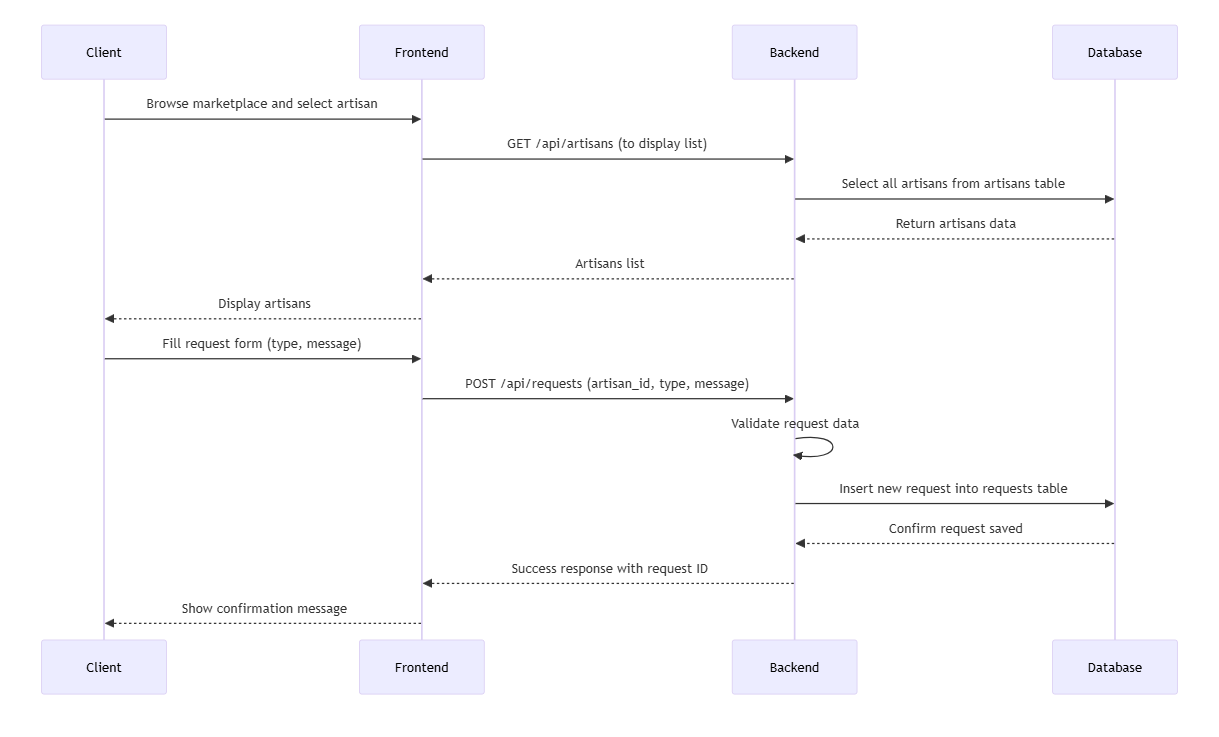 Client
Frontend
Backend
Database
Browse marketplace and select artisan
GET /api/artisans (to display list)
Select all artisans from artisans table
Return artisans data
Artisans list
Display artisans
Fill request form (type, message)
POST /api/requests (artisan_id, type, message)
Validate request data
Insert new request into requests table
Confirm request saved
Success response with request ID
Show confirmation message
Client
Frontend
Backend
Database